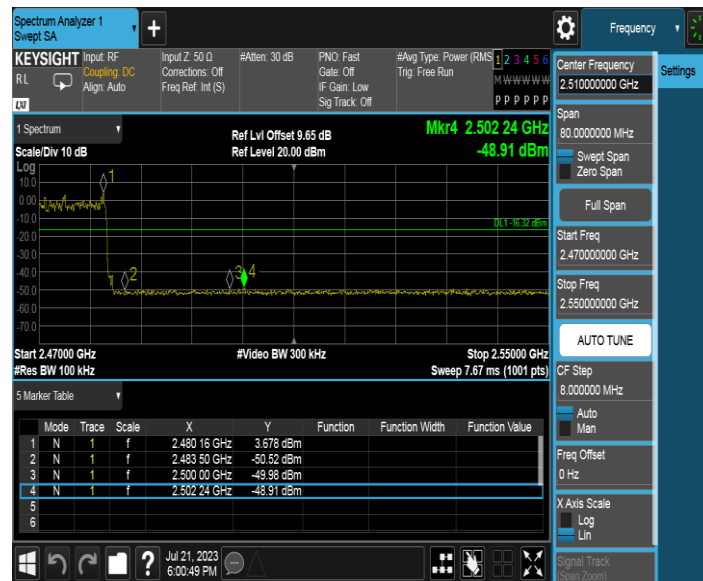 Spectrum Analyzer 1
Swept SA
+
Frequency
KEYSIGHT
RL
LXI
Input: RF
Coupling: DC
Align: Auto
Input Z: 50 Ω
Corrections: Off
Freq Ref: Int (S)
#Atten: 30 dB
PNO: Fast
Gate: Off
IF Gain: Low
Sig Track: Off
#Avg Type: Power (RMS
Trig: Free Run
1 2 3 4 5 6
M W W W W W
P P P P P P
1 Spectrum
Scale/Div 10 dB
Ref Lvl Offset 9.65 dB
Ref Level 20.00 dBm
Mkr4 2.502 24 GHz
-48.91 dBm
Log
10.0
0.00
-10.0
-20.0
-30.0
-40.0
-50.0
-60.0
-70.0
1
2
3
4
DL1 -16.32 dBm
Start 2.47000 GHz
#Video BW 300 kHz
Stop 2.55000 GHz
#Res BW 100 kHz
Sweep 7.67 ms (1001 pts)
5 Marker Table
Mode Trace Scale X Y Function Function Width Function Value
1 N 1 f 2.480 16 GHz 3.678 dBm
2 N 1 f 2.483 50 GHz -50.52 dBm
3 N 1 f 2.500 00 GHz -49.98 dBm
4 N 1 f 2.502 24 GHz -48.91 dBm
5
6
?
Jul 21, 2023
6:00:49 PM
Center Frequency
2.510000000 GHz
Settings
Span
80.0000000 MHz
Swept Span
Zero Span
Full Span
Start Freq
2.470000000 GHz
Stop Freq
2.550000000 GHz
AUTO TUNE
CF Step
8.000000 MHz
Auto
Man
Freq Offset
0 Hz
X Axis Scale
Log
Lin
Signal Track
(Span Zoom)